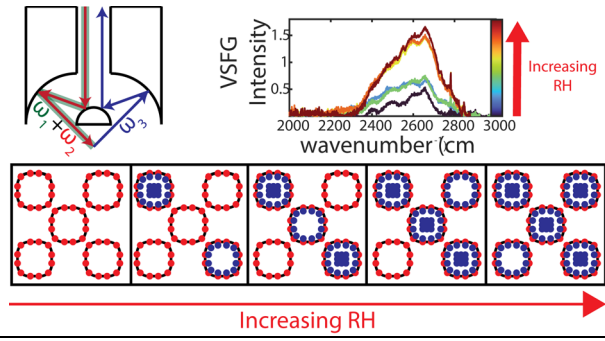 ω1 + ω2
ω3
VSFG
Intensity
1.5
1
.5
2000 2200 2400 2600 2800 3000
wavenumber (cm
Increasing
RH
Increasing RH